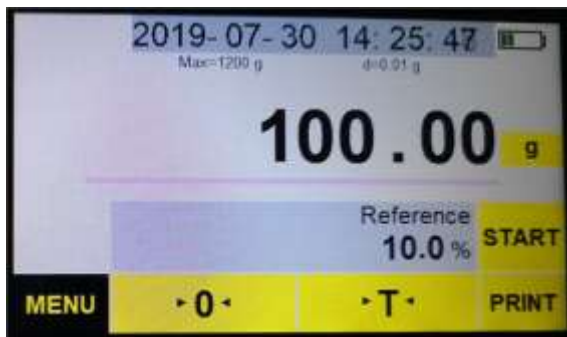 2019-07-30 14:25:47
Max=1200 g d=0.01 g
100.00 g
Reference
10.0 %
START
MENU ▸0◂ ▸T◂ PRINT